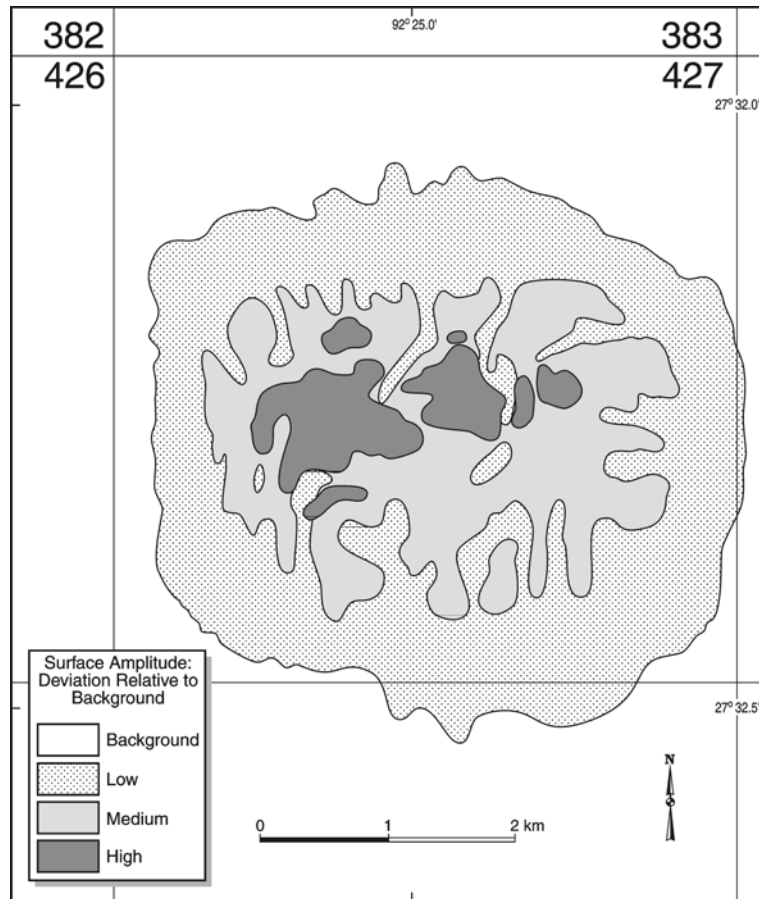 382
92° 25.0'
383
426
427
27° 32.0'
Surface Amplitude:
Deviation Relative to
Background
Background
Low
Medium
High
27° 32.5'
N
0 1 2 km